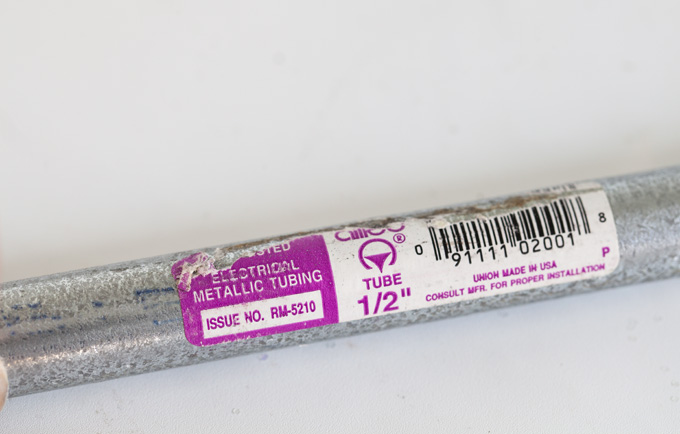 ELECTRICAL
METALLIC TUBING
ISSUE NO. RM-5210
®
TUBE
1/2"
0 91111 02001 8
UNION MADE IN USA P
CONSULT MFR. FOR PROPER INSTALLATION